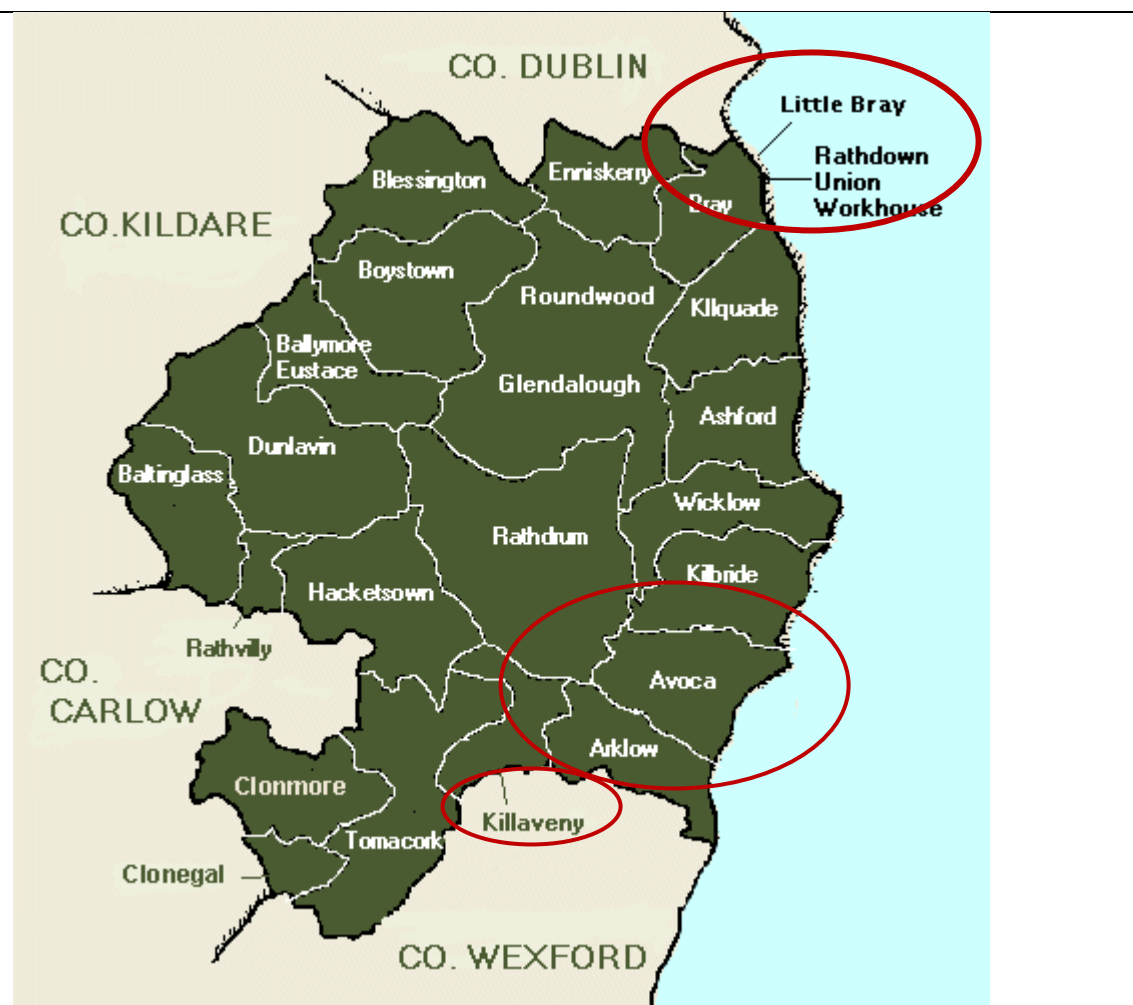 CO. DUBLIN
Little Bray
Rathdown
Union
Workhouse
Enniskerry
Blessington
Bray
CO.KILDARE
Boystown
Roundwood
KIlquade
Ballymore
Eustace
Glendalough
Ashford
Dunlavin
Baltinglass
Wicklow
Rathdrum
Kilbride
Hacketsown
Rathvilly
CO.
CARLOW
Avoca
Arklow
Clonmore
Killaveny
Tomacork
Clonegal
CO. WEXFORD